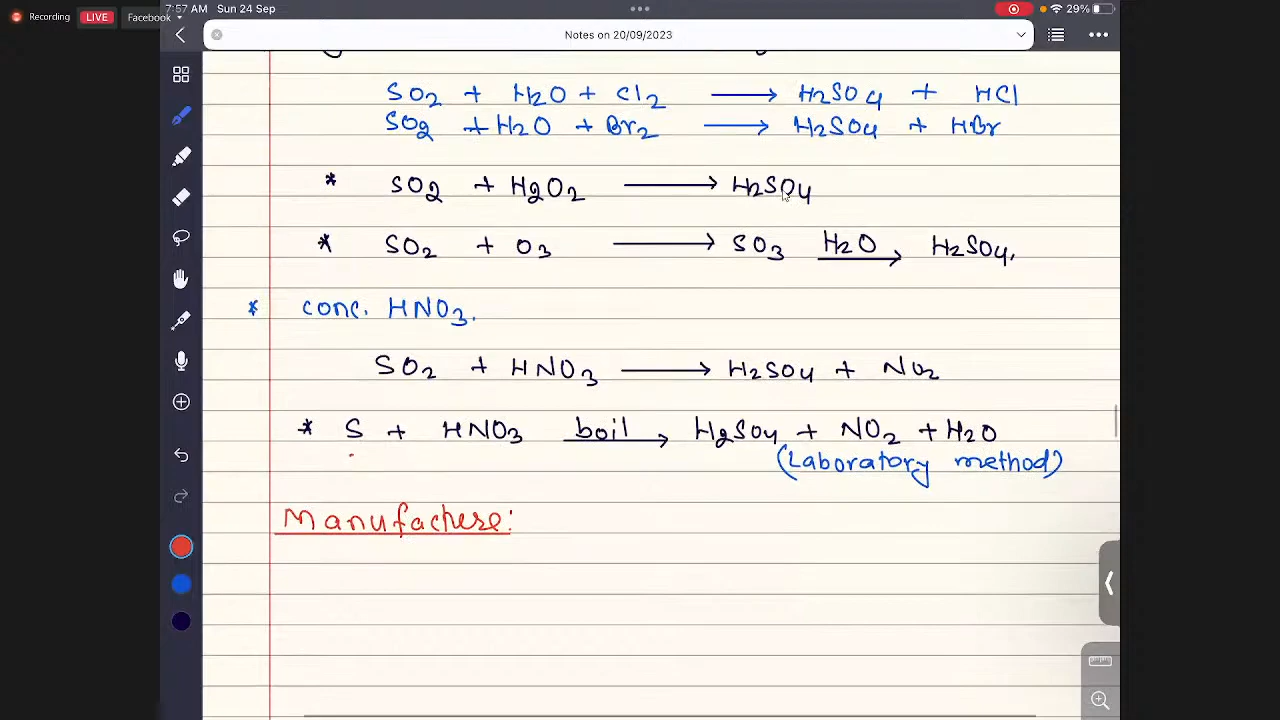 Recording LIVE Facebook
7:57 AM Sun 24 Sep 29%
Notes on 20/09/2023
SO2 + H2O + Cl2 ⟶ H2SO4 + HCl
SO2 + H2O + Br2 ⟶ H2SO4 + HBr
* SO2 + H2O2 ⟶ H2SO4
* SO2 + O3 ⟶ SO3 H2O⟶ H2SO4.
* conc. HNO3.
SO2 + HNO3 ⟶ H2SO4 + NO2
* S + HNO3 boil⟶ H2SO4 + NO2 + H2O
(Laboratory method)
Manufacture: